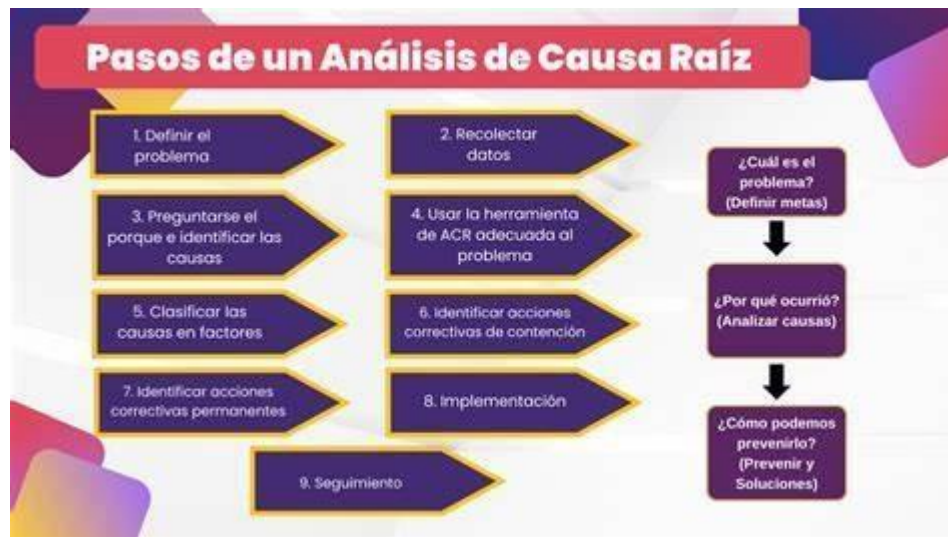 Pasos de un Análisis de Causa Raíz
1. Definir el
problema
2. Recolectar
datos
3. Preguntarse el
porque e identificar las
causas
4. Usar la herramienta
de ACR adecuada al
problema
5. Clasificar las
causas en factores
6. Identificar acciones
correctivas de contención
7. Identificar acciones
correctivas permanentes
8. Implementación
9. Seguimiento
¿Cuál es el
problema?
(Definir metas)
¿Por qué ocurrió?
(Analizar causas)
¿Cómo podemos
prevenirlo?
(Prevenir y
Soluciones)